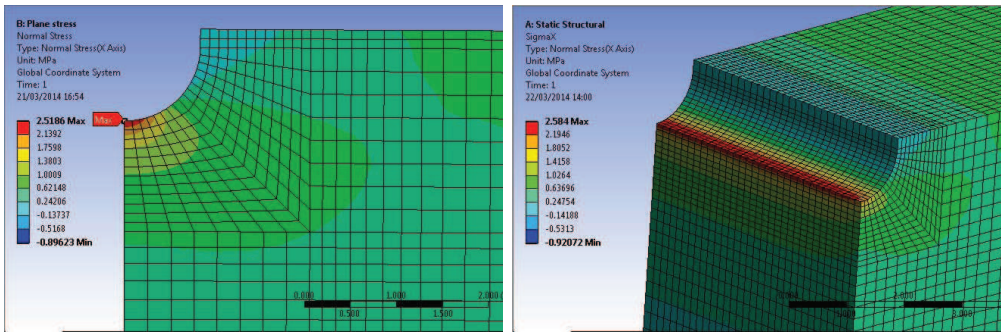 B: Plane stress
Normal Stress
Type: Normal Stress(X Axis)
Unit: MPa
Global Coordinate System
Time: 1
21/03/2014 16:54
2.5186 Max
2.1392
1.7598
1.3803
1.0009
0.62148
0.24206
-0.13737
-0.5168
-0.89623 Min
Max
0.000
1.000
2.000
0.500
1.500
A: Static Structural
SigmaX
Type: Normal Stress(X Axis)
Unit: MPa
Global Coordinate System
Time: 1
22/03/2014 14:00
2.584 Max
2.1946
1.8052
1.4158
1.0264
0.63696
0.24754
-0.14188
-0.5313
-0.92072 Min